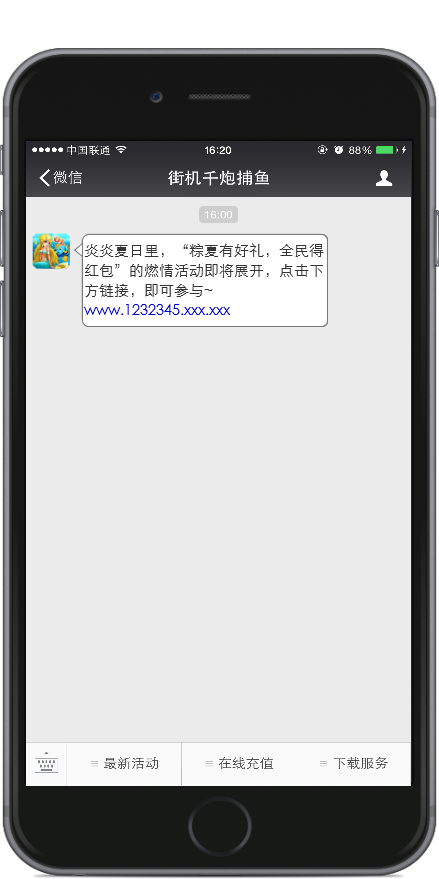 中国联通 16:20 88%
微信 街机千炮捕鱼
16:00
炎炎夏日里，“粽夏有好礼，全民得
红包”的燃情活动即将展开，点击下
方链接，即可参与~
www.1232345.xxx.xxx
最新活动 在线充值 下载服务